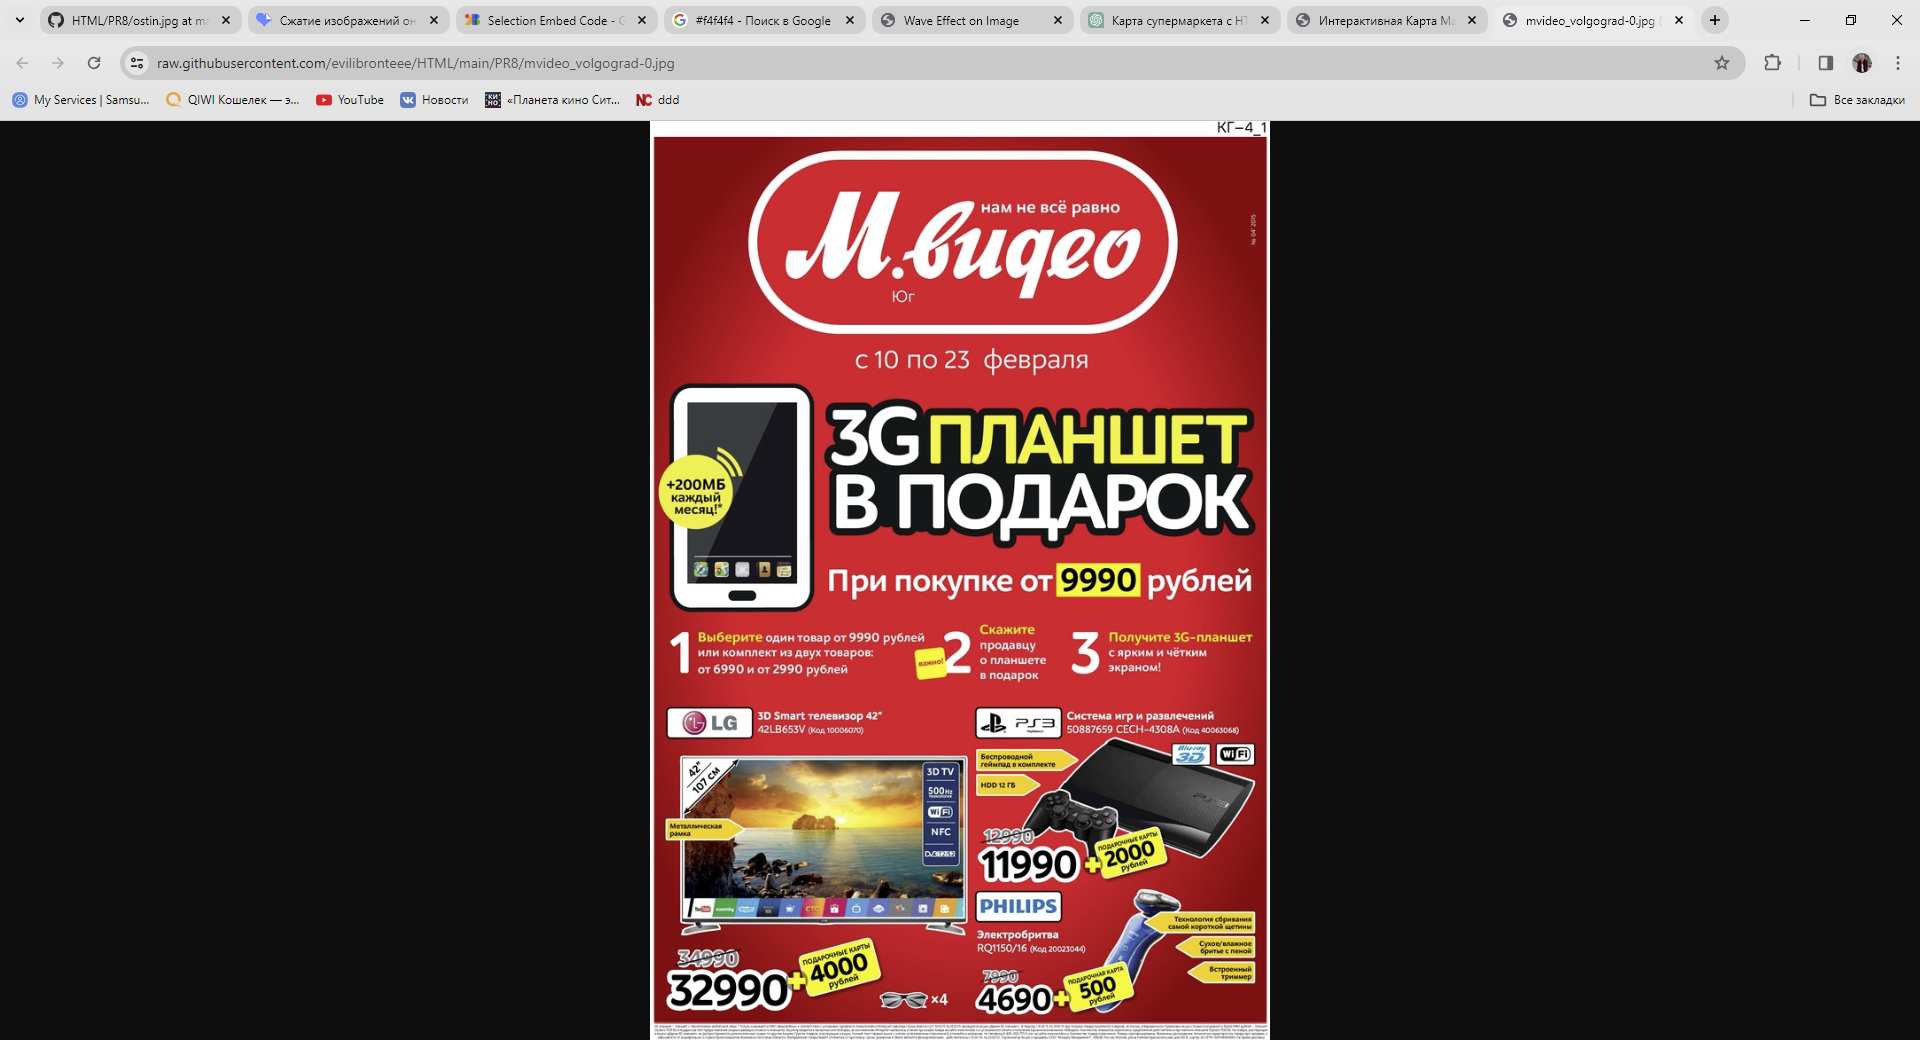 HTML/PR8/ostin.jpg at ma
Сжатие изображений он
Selection Embed Code - G
#f4f4f4 - Поиск в Google
Wave Effect on Image
Карта супермаркета с HT
Интерактивная Карта Ма
mvideo_volgograd-0.jpg
raw.githubusercontent.com/evilibronteee/HTML/main/PR8/mvideo_volgograd-0.jpg
My Services | Samsu...
QIWI Кошелек — э...
YouTube
Новости
«Планета кино Сит...
ddd
Все закладки
КГ-4_1
нам не всё равно
М.видео
Юг
№ 04' 2015
с 10 по 23 февраля
3G ПЛАНШЕТ
В ПОДАРОК
+200МБ
каждый
месяц!*
При покупке от 9990 рублей
1 Выберите один товар от 9990 рублей
или комплект из двух товаров:
от 6990 и от 2990 рублей
важно!
2 Скажите
продавцу
о планшете
в подарок
3 Получите 3G-планшет
с ярким и чётким
экраном!
LG
3D Smart телевизор 42"
42LB653V (Код 10006070)
42"
107 см
3D TV
500Hz
WiFi
NFC
Металлическая
рамка
34990
32990
+
ПОДАРОЧНЫЕ КАРТЫ
4000
рублей
×4
PS3
Система игр и развлечений
50887659 CECH-4308A (Код 40063068)
Blu-ray
3D
WiFi
Беспроводной
геймпад в комплекте
HDD 12 ГБ
PS3
12990
11990
+
ПОДАРОЧНЫЕ КАРТЫ
2000
рублей
PHILIPS
Электробритва
RQ1150/16 (Код 20023044)
Технология сбривания
самой короткой щетины
Сухое/влажное
бритье с пеной
Встроенный
триммер
7990
4690
+
ПОДАРОЧНАЯ КАРТА
500
рублей